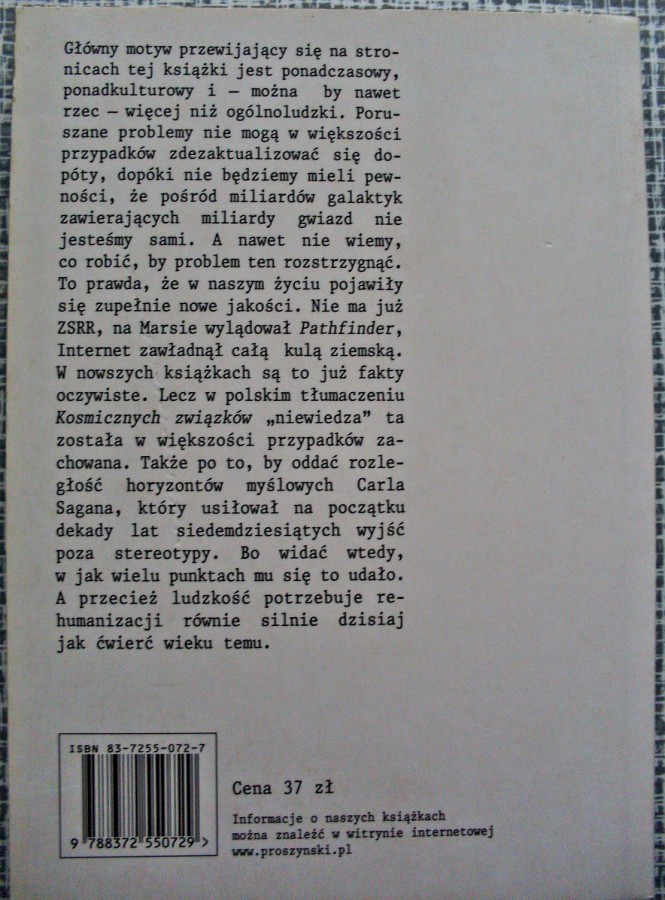 Główny motyw przewijający się na stro-
nicach tej książki jest ponadczasowy,
ponadkulturowy i – można by nawet
rzec – więcej niż ogólnoludzki. Poru-
szane problemy nie mogą w większości
przypadków zdezaktualizować się do-
póty, dopóki nie będziemy mieli pew-
ności, że pośród miliardów galaktyk
zawierających miliardy gwiazd nie
jesteśmy sami. A nawet nie wiemy,
co robić, by problem ten rozstrzygnąć.
To prawda, że w naszym życiu pojawiły
się zupełnie nowe jakości. Nie ma już
ZSRR, na Marsie wylądował Pathfinder,
Internet zawładnął całą kulą ziemską.
W nowszych książkach są to już fakty
oczywiste. Lecz w polskim tłumaczeniu
Kosmicznych związków „niewiedza” ta
została w większości przypadków za-
chowana. Także po to, by oddać rozle-
głość horyzontów myślowych Carla
Sagana, który usiłował na początku
dekady lat siedemdziesiątych wyjść
poza stereotypy. Bo widać wtedy,
w jak wielu punktach mu się to udało.
A przecież ludzkość potrzebuje re-
humanizacji równie silnie dzisiaj
jak ćwierć wieku temu.
ISBN 83-7255-072-7
9 788372 550729 >
Cena 37 zł
Informacje o naszych książkach
można znaleźć w witrynie internetowej
www.proszynski.pl